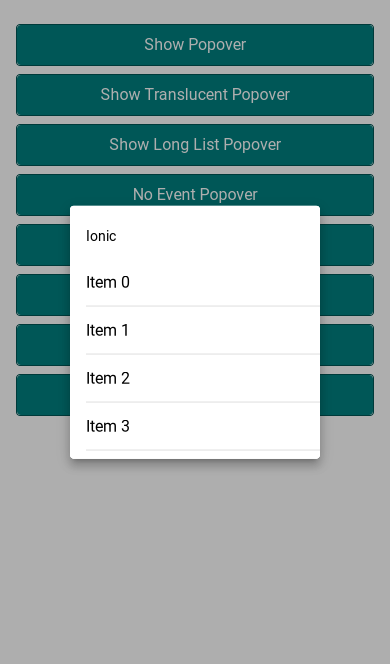 Show Popover
Show Translucent Popover
Show Long List Popover
No Event Popover
Ionic
Item 0
Item 1
Item 2
Item 3